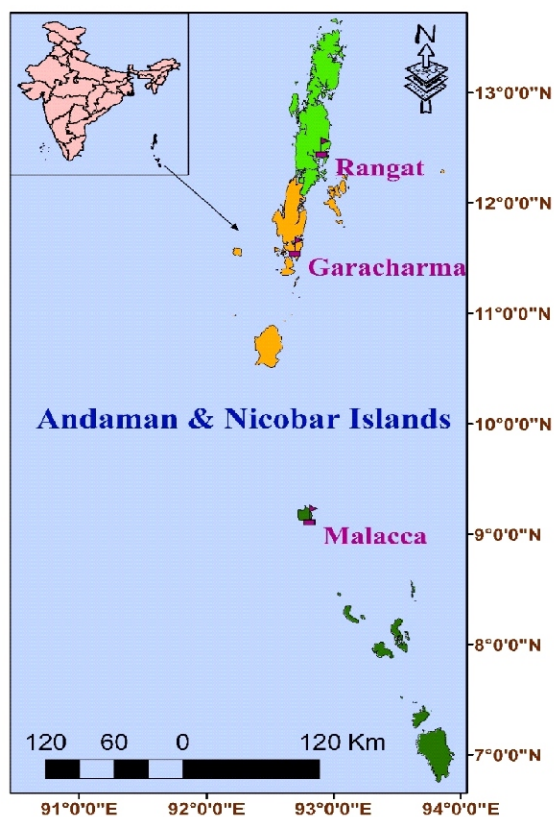 N
13°0'0"N
Rangat
12°0'0"N
Garacharma
11°0'0"N
Andaman & Nicobar Islands
10°0'0"N
9°0'0"N
Malacca
8°0'0"N
120 60 0 120 Km
7°0'0"N
91°0'0"E 92°0'0"E 93°0'0"E 94°0'0"E